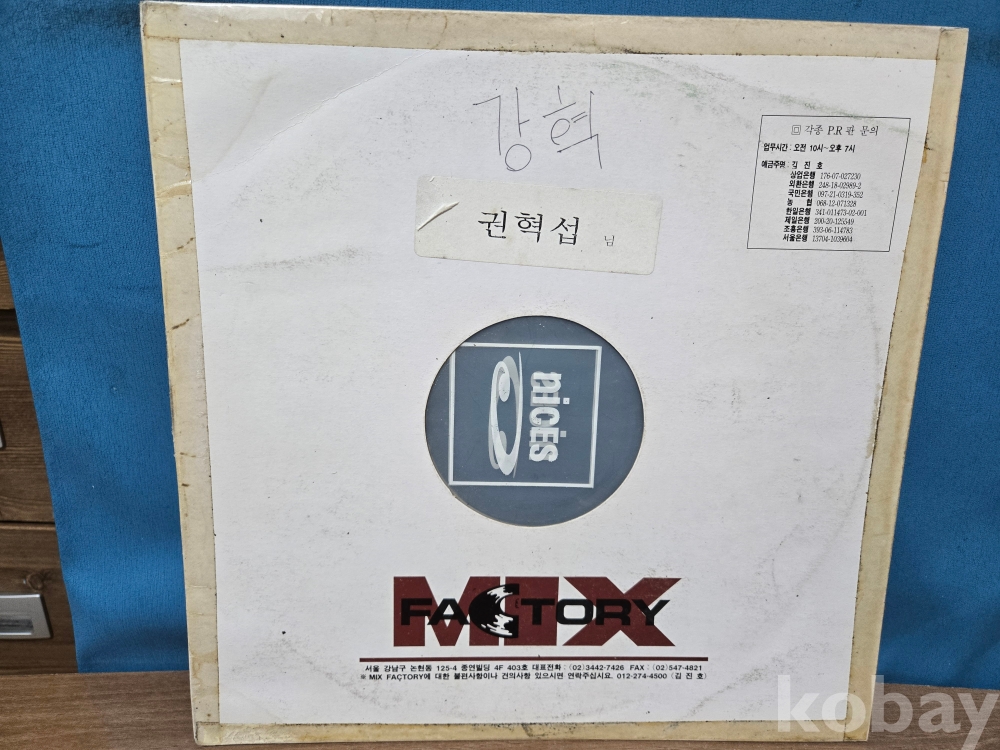 강혁
권혁섭 님
回 각종 P.R 판 문의
업무시간 : 오전 10시~오후 7시
예금주명 : 김 진 호
상업은행 176-07-027230
외환은행 248-18-02989-2
국민은행 097-21-0319-352
농 협 068-12-071328
한일은행 341-011473-02-001
제일은행 200-20-125549
조흥은행 393-06-114783
서울은행 13704-1039604
nices
MIX
FACTORY
서울 강남구 논현동 125-4 종연빌딩 4F 403호 대표전화 : (02)3442-7426 FAX : (02)547-4821
※ MIX FACTORY에 대한 불편사항이나 건의사항 있으시면 연락주십시요. 012-274-4500 (김 진 호)
kobay